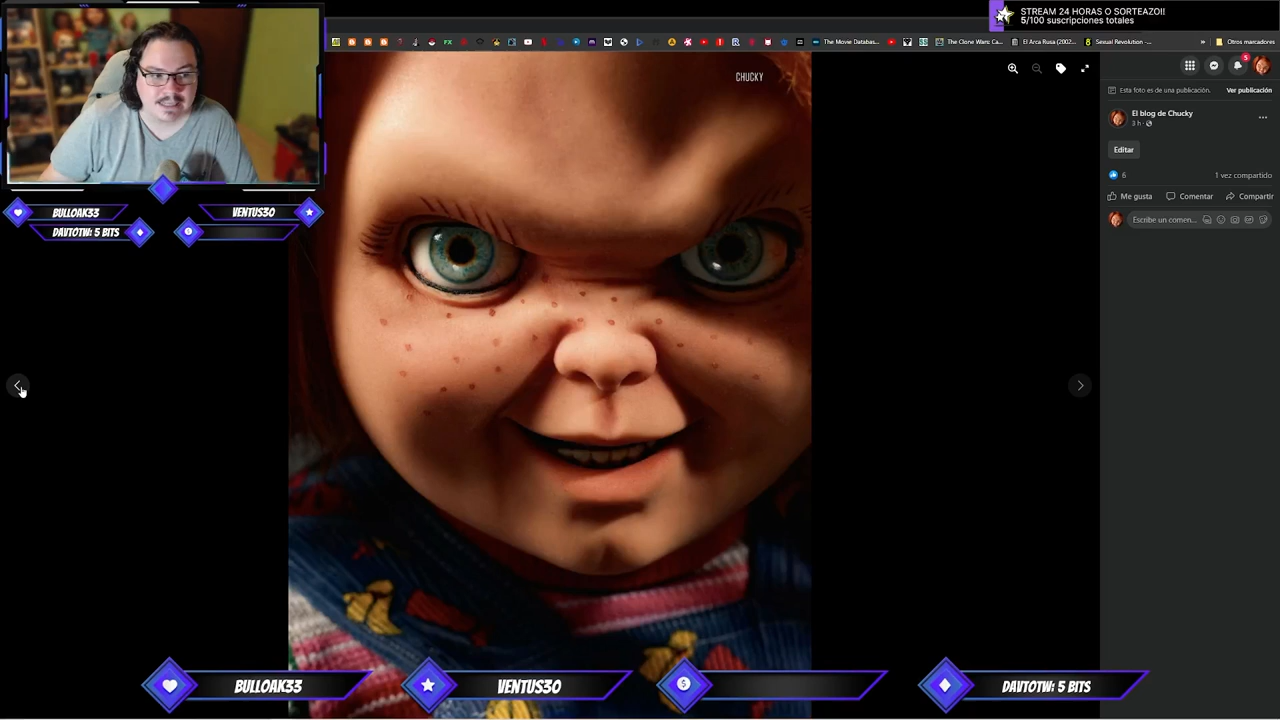 STREAM 24 HORAS O SORTEAZO!!
5/100 suscripciones totales
FX
The Movie Databas...
The Clone Wars: Ca...
El Arca Rusa (2002...
Sexual Revolution -...
»
Otros marcadores
CHUCKY
5
Esta foto es de una publicación.
Ver publicación
El blog de Chucky
3 h ·
Editar
6
1 vez compartido
Me gusta
Comentar
Compartir
Escribe un comen...
BULLOAK33
VENTUS30
DAVTOTW: 5 BITS
BULLOAK33
VENTUS30
DAVTOTW: 5 BITS